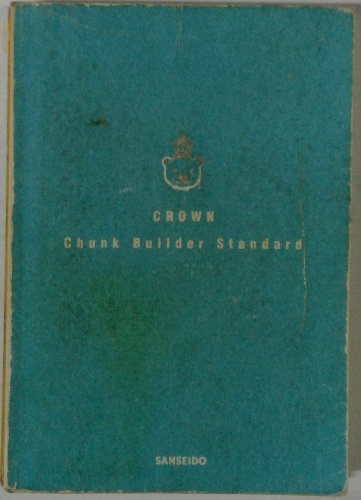 CROWN
Chunk Builder Standard
SANSEIDO